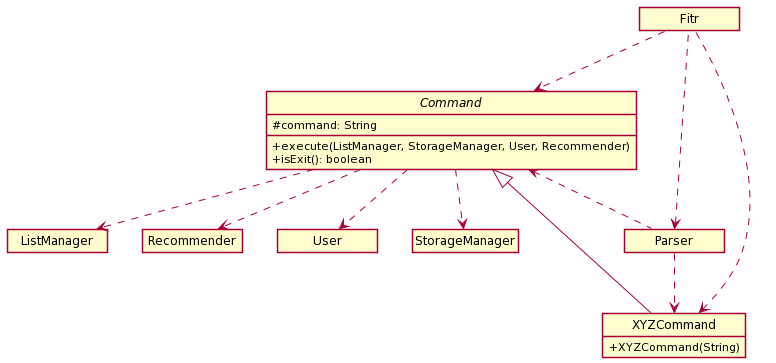 Fitr
Command
#command: String
+execute(ListManager, StorageManager, User, Recommender)
+isExit(): boolean
ListManager
Recommender
User
StorageManager
Parser
XYZCommand
+XYZCommand(String)